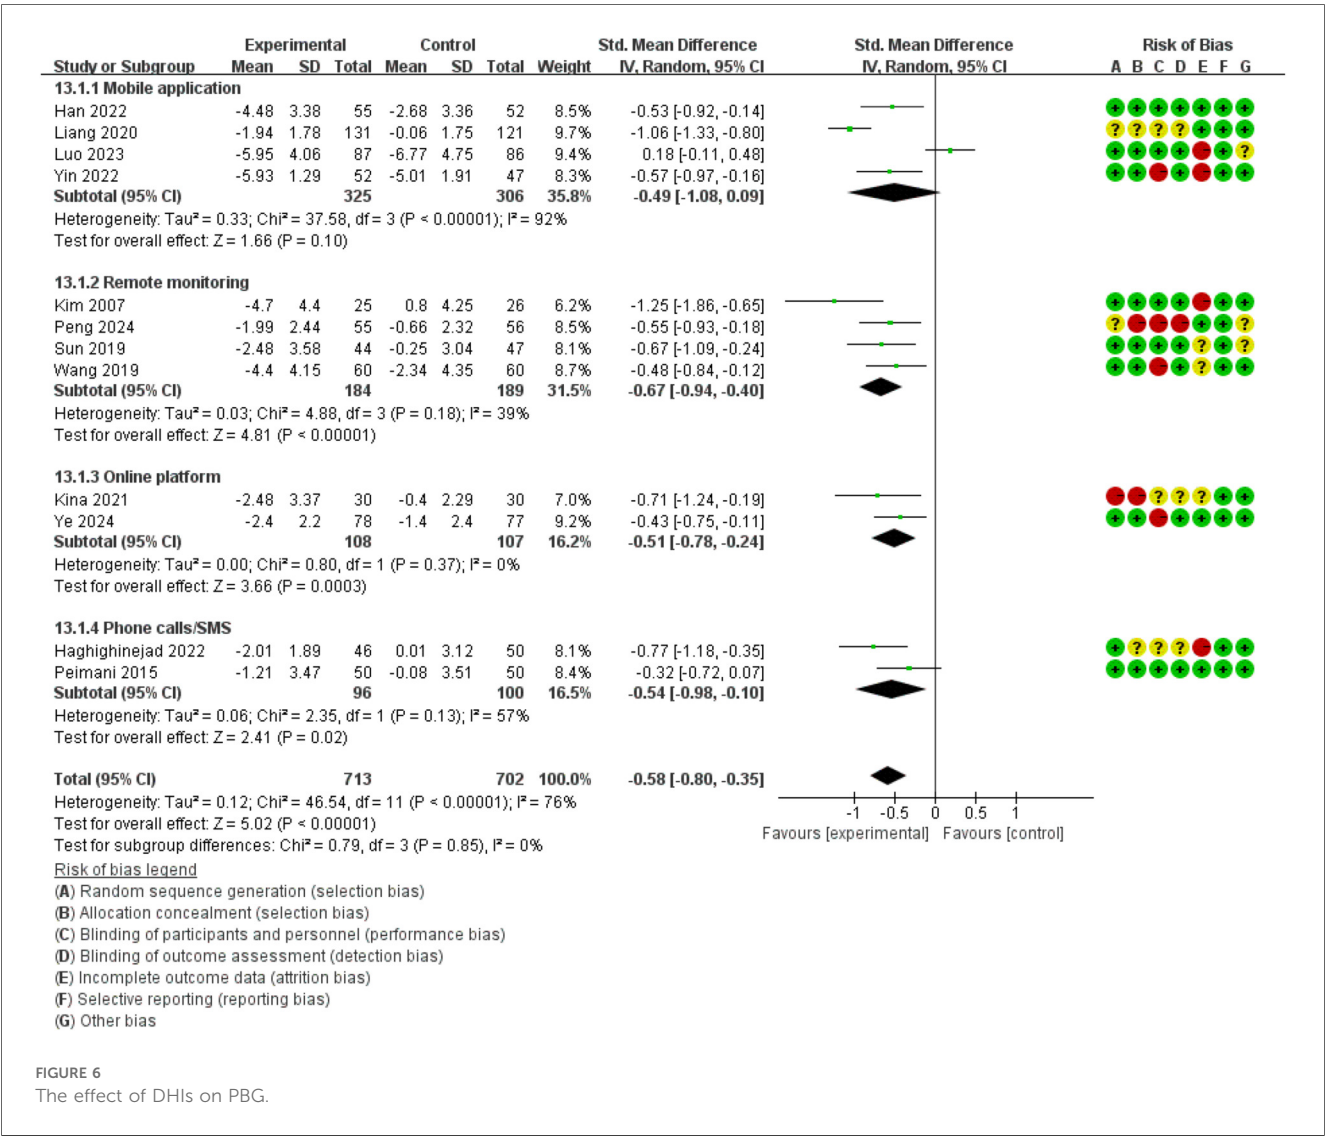 Experimental Control Std. Mean Difference Std. Mean Difference Risk of Bias
Study or Subgroup Mean SD Total Mean SD Total Weight IV, Random, 95% CI IV, Random, 95% CI A B C D E F G
13.1.1 Mobile application
Han 2022 -4.48 3.38 55 -2.68 3.36 52 8.5% -0.53 [-0.92, -0.14] + + + + + + +
Liang 2020 -1.94 1.78 131 -0.06 1.75 121 9.7% -1.06 [-1.33, -0.80] ? ? ? ? + + +
Luo 2023 -5.95 4.06 87 -6.77 4.75 86 9.4% 0.18 [-0.11, 0.48] + + + + - + ?
Yin 2022 -5.93 1.29 52 -5.01 1.91 47 8.3% -0.57 [-0.97, -0.16] + + - + - + +
Subtotal (95% CI) 325 306 35.8% -0.49 [-1.08, 0.09]
Heterogeneity: Tau² = 0.33; Chi² = 37.58, df = 3 (P < 0.00001); I² = 92%
Test for overall effect: Z = 1.66 (P = 0.10)
13.1.2 Remote monitoring
Kim 2007 -4.7 4.4 25 0.8 4.25 26 6.2% -1.25 [-1.86, -0.65] + + + + - + +
Peng 2024 -1.99 2.44 55 -0.66 2.32 56 8.5% -0.55 [-0.93, -0.18] ? - - - + + ?
Sun 2019 -2.48 3.58 44 -0.25 3.04 47 8.1% -0.67 [-1.09, -0.24] + + + + ? + ?
Wang 2019 -4.4 4.15 60 -2.34 4.35 60 8.7% -0.48 [-0.84, -0.12] + + - + ? + +
Subtotal (95% CI) 184 189 31.5% -0.67 [-0.94, -0.40]
Heterogeneity: Tau² = 0.03; Chi² = 4.88, df = 3 (P = 0.18); I² = 39%
Test for overall effect: Z = 4.81 (P < 0.00001)
13.1.3 Online platform
Kina 2021 -2.48 3.37 30 -0.4 2.29 30 7.0% -0.71 [-1.24, -0.19] - - ? ? ? + +
Ye 2024 -2.4 2.2 78 -1.4 2.4 77 9.2% -0.43 [-0.75, -0.11] + + - + + + +
Subtotal (95% CI) 108 107 16.2% -0.51 [-0.78, -0.24]
Heterogeneity: Tau² = 0.00; Chi² = 0.80, df = 1 (P = 0.37); I² = 0%
Test for overall effect: Z = 3.66 (P = 0.0003)
13.1.4 Phone calls/SMS
Haghighinejad 2022 -2.01 1.89 46 0.01 3.12 50 8.1% -0.77 [-1.18, -0.35] + ? ? ? - + +
Peimani 2015 -1.21 3.47 50 -0.08 3.51 50 8.4% -0.32 [-0.72, 0.07] + + + + + + +
Subtotal (95% CI) 96 100 16.5% -0.54 [-0.98, -0.10]
Heterogeneity: Tau² = 0.06; Chi² = 2.35, df = 1 (P = 0.13); I² = 57%
Test for overall effect: Z = 2.41 (P = 0.02)
Total (95% CI) 713 702 100.0% -0.58 [-0.80, -0.35]
Heterogeneity: Tau² = 0.12; Chi² = 46.54, df = 11 (P < 0.00001); I² = 76%
Test for overall effect: Z = 5.02 (P < 0.00001)
Test for subgroup differences: Chi² = 0.79, df = 3 (P = 0.85), I² = 0%
-1 -0.5 0 0.5 1
Favours [experimental] Favours [control]
Risk of bias legend
(A) Random sequence generation (selection bias)
(B) Allocation concealment (selection bias)
(C) Blinding of participants and personnel (performance bias)
(D) Blinding of outcome assessment (detection bias)
(E) Incomplete outcome data (attrition bias)
(F) Selective reporting (reporting bias)
(G) Other bias
FIGURE 6
The effect of DHIs on PBG.